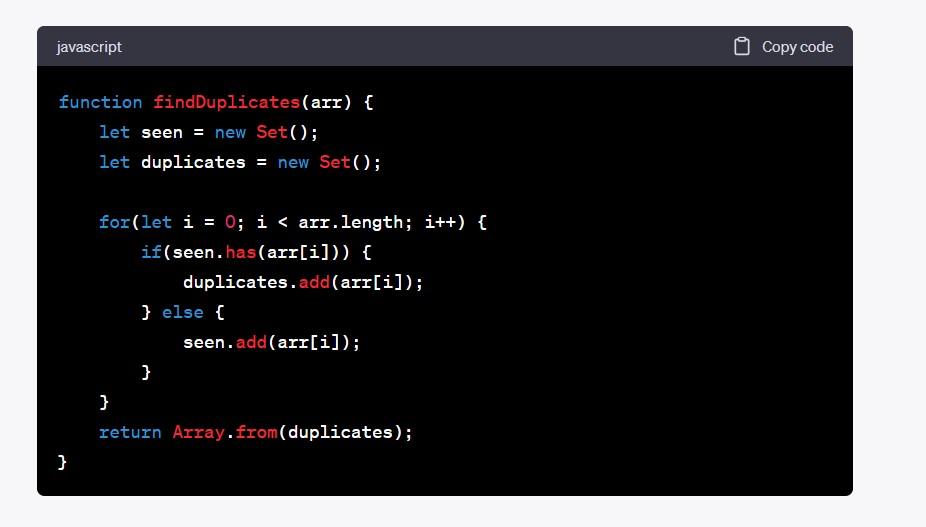 javascript
Copy code
function findDuplicates(arr) {
    let seen = new Set();
    let duplicates = new Set();

    for(let i = 0; i < arr.length; i++) {
        if(seen.has(arr[i])) {
            duplicates.add(arr[i]);
        } else {
            seen.add(arr[i]);
        }
    }
    return Array.from(duplicates);
}